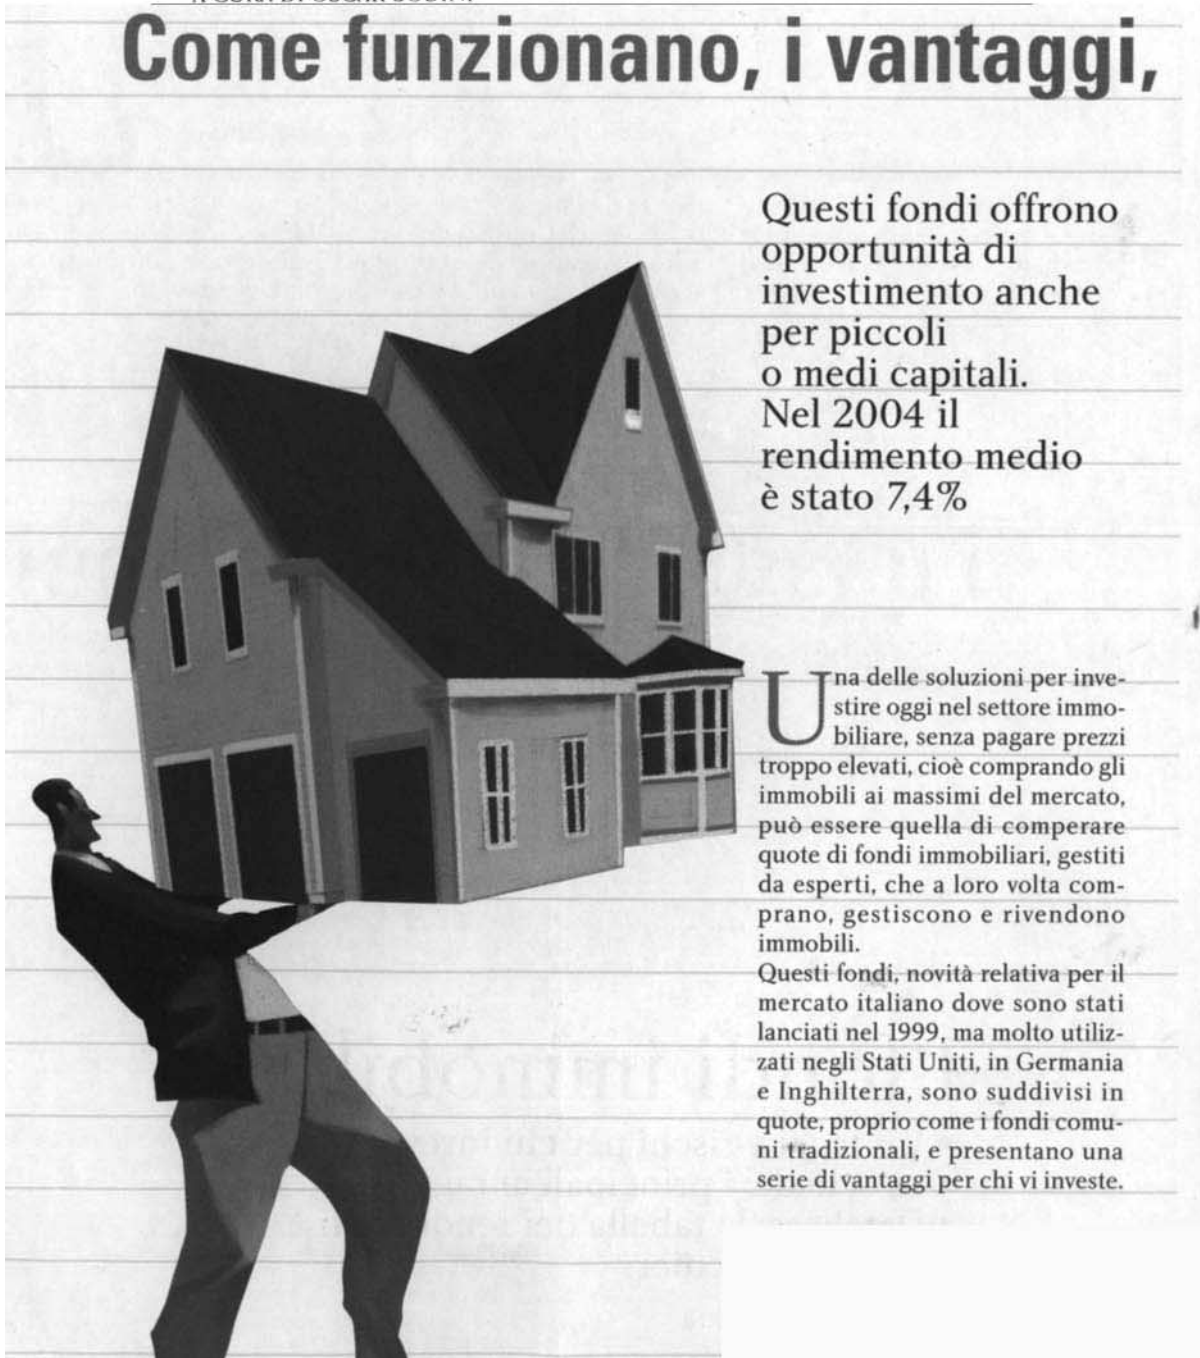 Come funzionano, i vantaggi,
Questi fondi offrono
opportunità di
investimento anche
per piccoli
o medi capitali.
Nel 2004 il
rendimento medio
è stato 7,4%
Una delle soluzioni per inve-
stire oggi nel settore immo-
biliare, senza pagare prezzi
troppo elevati, cioè comprando gli
immobili ai massimi del mercato,
può essere quella di comperare
quote di fondi immobiliari, gestiti
da esperti, che a loro volta com-
prano, gestiscono e rivendono
immobili.
Questi fondi, novità relativa per il
mercato italiano dove sono stati
lanciati nel 1999, ma molto utiliz-
zati negli Stati Uniti, in Germania
e Inghilterra, sono suddivisi in
quote, proprio come i fondi comu-
ni tradizionali, e presentano una
serie di vantaggi per chi vi investe.